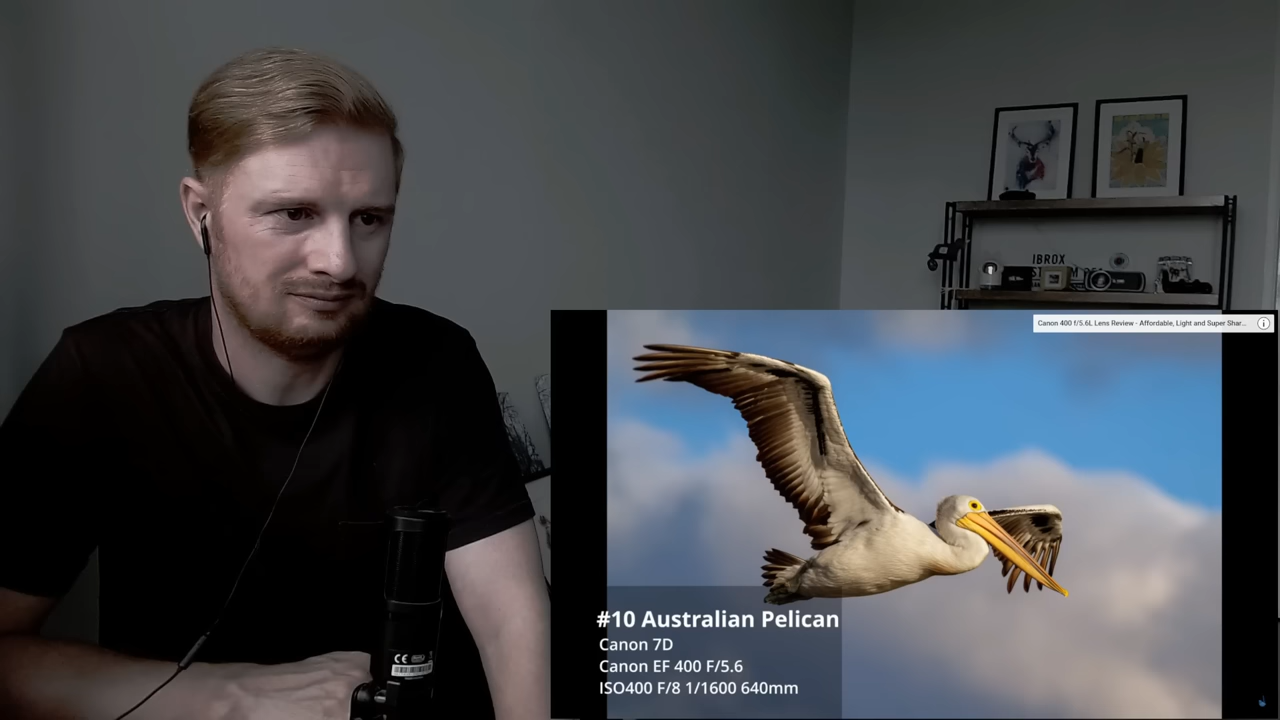 IBROX
Canon 400 f/5.6L Lens Review - Affordable, Light and Super Shar...
#10 Australian Pelican
Canon 7D
Canon EF 400 F/5.6
ISO400 F/8 1/1600 640mm
CE